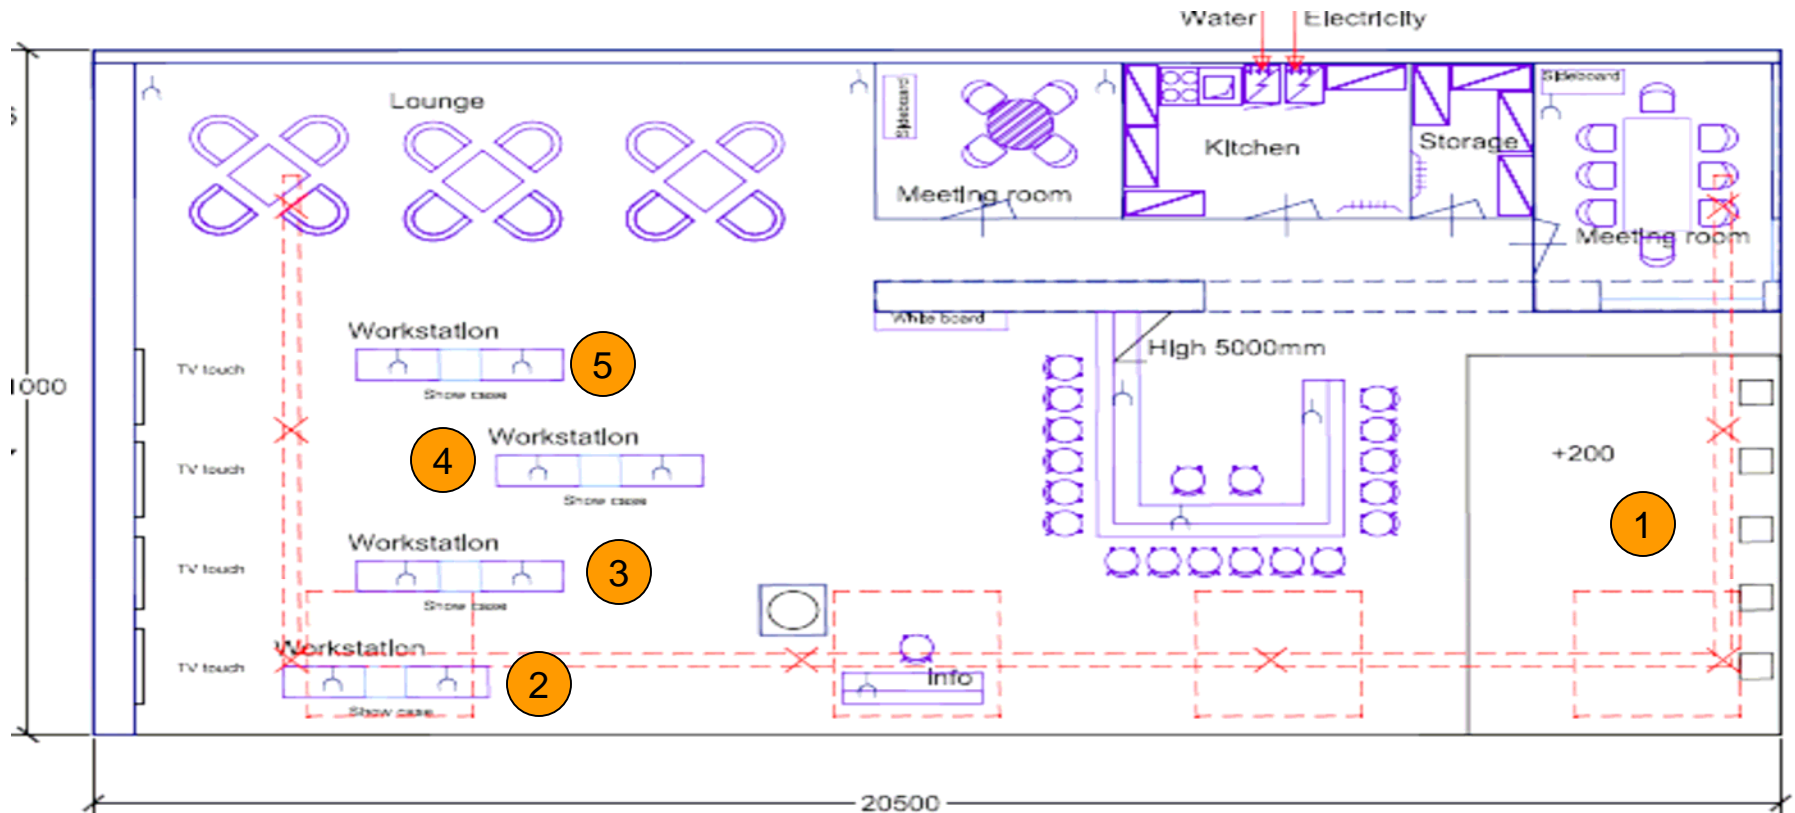 Water
Electricity
Lounge
Sideboard
Meeting room
Kitchen
Storage
Sideboard
Meeting room
White board
High 5000mm
Workstation
5
TV touch
Show case
1000
Workstation
4
TV touch
Show case
+200
1
Workstation
3
TV touch
Show case
Workstation
2
TV touch
Show case
Info
20500